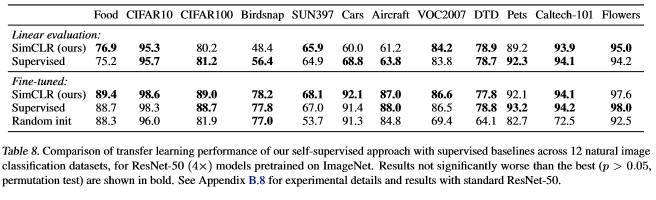 Food CIFAR10 CIFAR100 Birdsnap SUN397 Cars Aircraft VOC2007 DTD Pets Caltech-101 Flowers
Linear evaluation:
SimCLR (ours) 76.9 95.3 80.2 48.4 65.9 60.0 61.2 84.2 78.9 89.2 93.9 95.0
Supervised 75.2 95.7 81.2 56.4 64.9 68.8 63.8 83.8 78.7 92.3 94.1 94.2
Fine-tuned:
SimCLR (ours) 89.4 98.6 89.0 78.2 68.1 92.1 87.0 86.6 77.8 92.1 94.1 97.6
Supervised 88.7 98.3 88.7 77.8 67.0 91.4 88.0 86.5 78.8 93.2 94.2 98.0
Random init 88.3 96.0 81.9 77.0 53.7 91.3 84.8 69.4 64.1 82.7 72.5 92.5
Table 8. Comparison of transfer learning performance of our self-supervised approach with supervised baselines across 12 natural image
classification datasets, for ResNet-50 (4×) models pretrained on ImageNet. Results not significantly worse than the best (p > 0.05,
permutation test) are shown in bold. See Appendix B.8 for experimental details and results with standard ResNet-50.